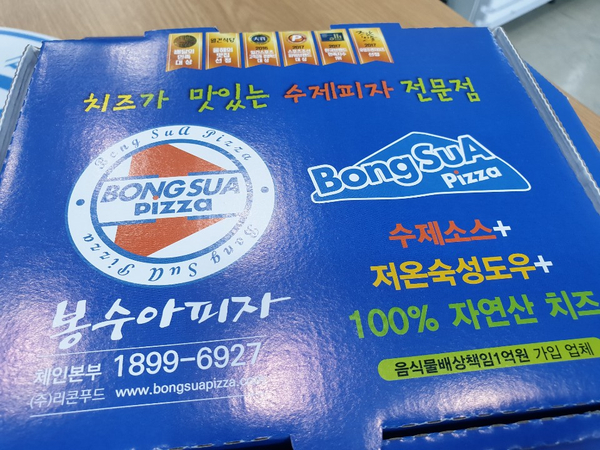 치즈가 맛있는 수제피자 전문점
Bong SuA Pizza
BONGSUA
pizza
Bong SuA Pizza
봉수아피자
체인본부 1899-6927
(주)리콘푸드 www.bongsuapizza.co
BongSuA
Pizza
수제소스+
저온숙성도우+
100% 자연산 치즈
음식물배상책임1억원 가입 업체